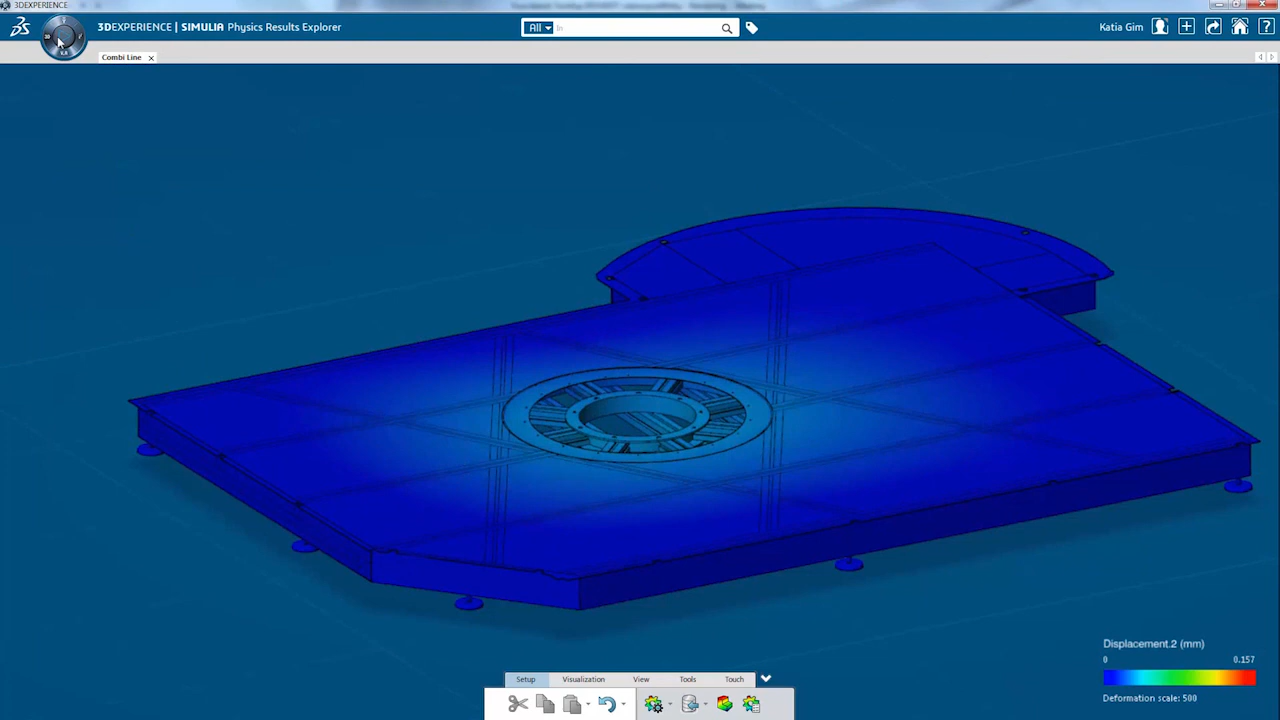 3DEXPERIENCE
3DEXPERIENCE | SIMULIA Physics Results Explorer
All
Katia Gim
Combi Line
Displacement.2 (mm)
0 0.157
Deformation scale: 500
Setup Visualization View Tools Touch